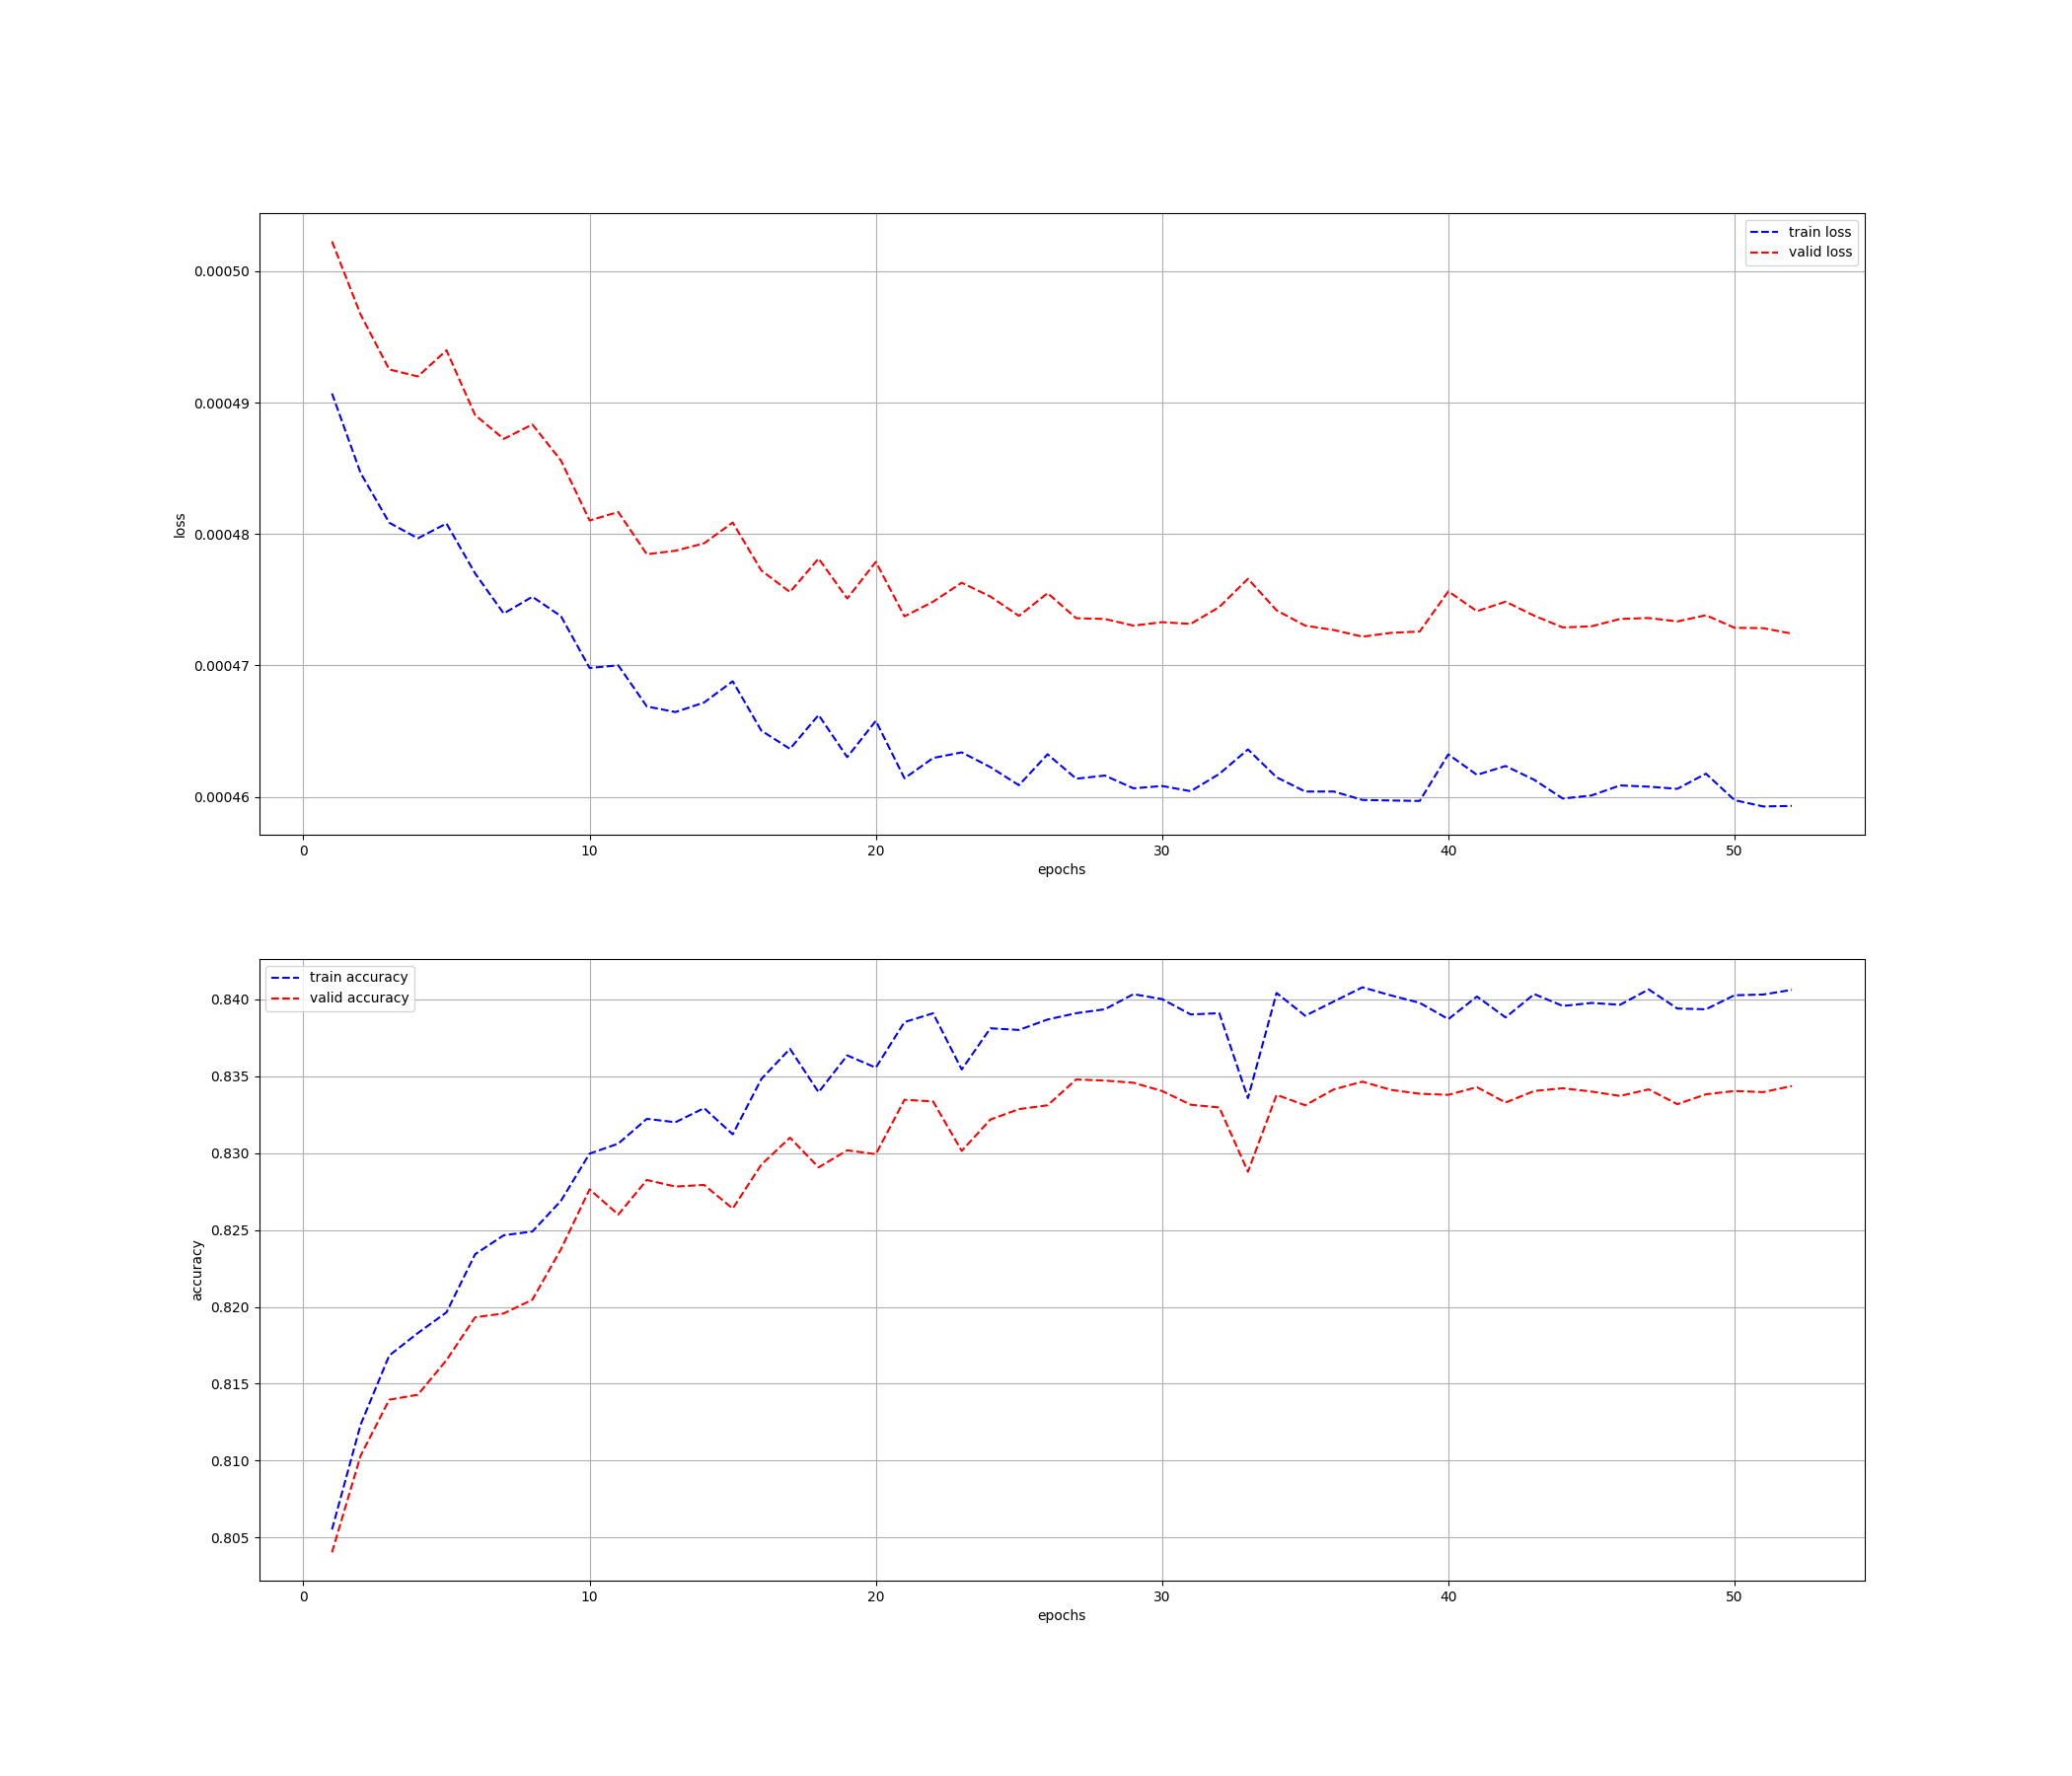 train loss
valid loss
0.00050
0.00049
0.00048
0.00047
0.00046
loss
0 10 20 30 40 50
epochs
train accuracy
valid accuracy
0.840
0.835
0.830
0.825
0.820
0.815
0.810
0.805
accuracy
0 10 20 30 40 50
epochs